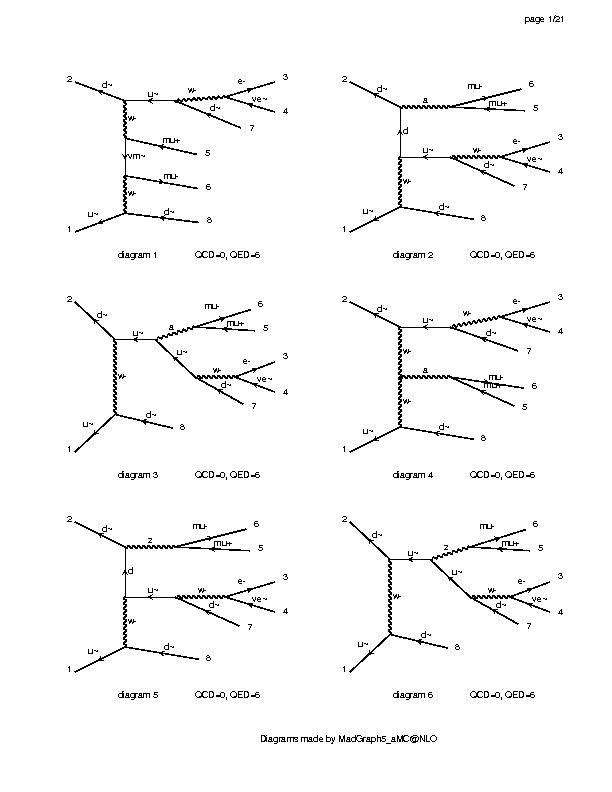 page 1/21
2 d~ u~ w- e- 3
ve~ 4
d~ 7
w-
mu+ 5
vm~
mu- 6
w-
u~ d~ 8
1
diagram 1 QCD=0, QED=6
2 d~ a mu- 6
mu+ 5
d
u~ w- e- 3
ve~ 4
d~ 7
w-
u~ d~ 8
1
diagram 2 QCD=0, QED=6
2 d~ u~ a mu- 6
mu+ 5
u~
w- w- e- 3
ve~ 4
d~ 7
u~ d~ 8
1
diagram 3 QCD=0, QED=6
2 d~ u~ w- e- 3
ve~ 4
d~ 7
w-
a mu- 6
mu+ 5
w-
u~ d~ 8
1
diagram 4 QCD=0, QED=6
2 d~ z mu- 6
mu+ 5
d
u~ w- e- 3
ve~ 4
d~ 7
w-
u~ d~ 8
1
diagram 5 QCD=0, QED=6
2 d~ u~ z mu- 6
mu+ 5
u~
w- w- e- 3
ve~ 4
d~ 7
u~ d~ 8
1
diagram 6 QCD=0, QED=6
Diagrams made by MadGraph5_aMC@NLO